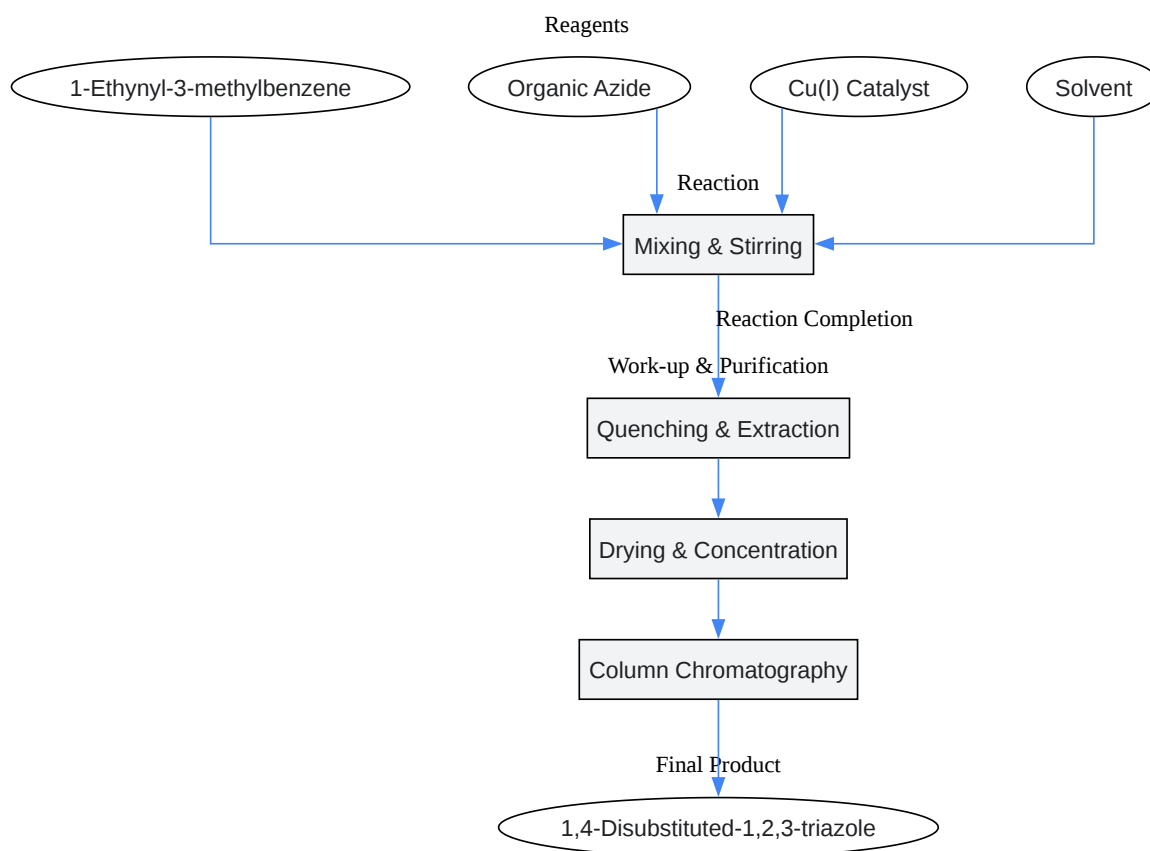 Reagents
1-Ethynyl-3-methylbenzene
Organic Azide
Cu(I) Catalyst
Solvent
Reaction
Mixing & Stirring
Reaction Completion
Work-up & Purification
Quenching & Extraction
Drying & Concentration
Column Chromatography
Final Product
1,4-Disubstituted-1,2,3-triazole